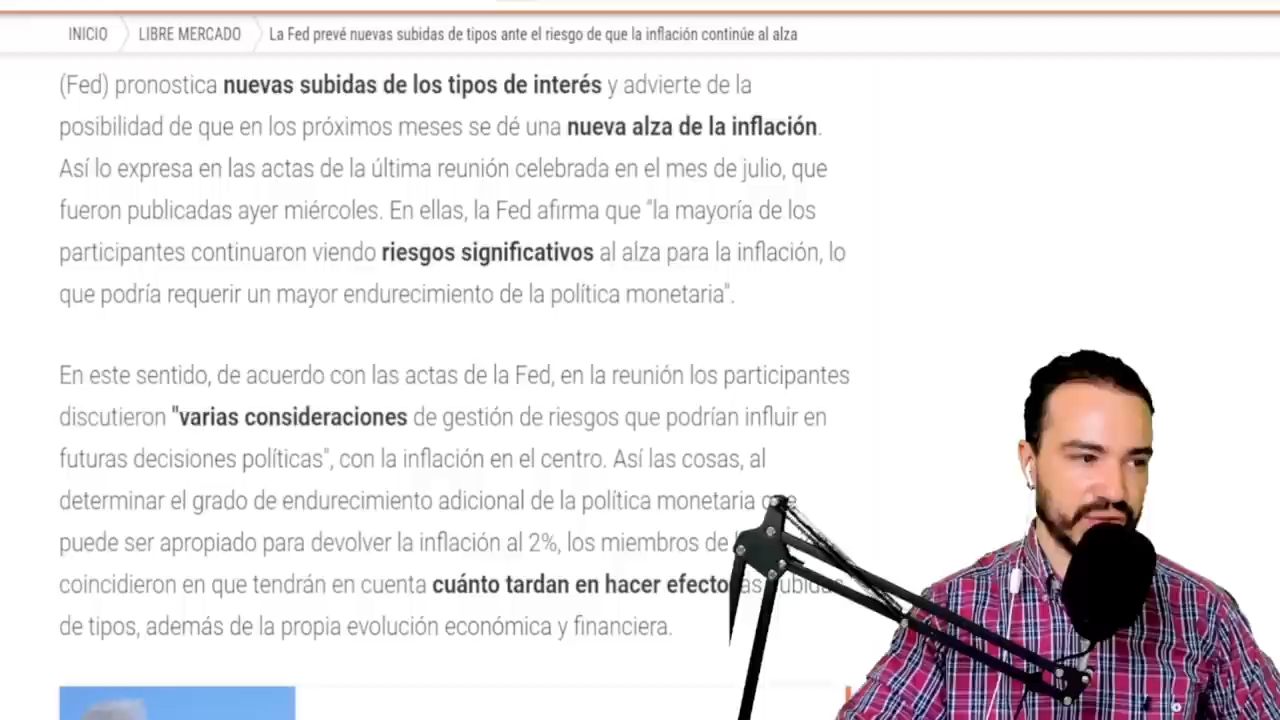 INICIO LIBRE MERCADO La Fed prevé nuevas subidas de tipos ante el riesgo de que la inflación continúe al alza
(Fed) pronostica nuevas subidas de los tipos de interés y advierte de la
posibilidad de que en los próximos meses se dé una nueva alza de la inflación.
Así lo expresa en las actas de la última reunión celebrada en el mes de julio, que
fueron publicadas ayer miércoles. En ellas, la Fed afirma que "la mayoría de los
participantes continuaron viendo riesgos significativos al alza para la inflación, lo
que podría requerir un mayor endurecimiento de la política monetaria".
En este sentido, de acuerdo con las actas de la Fed, en la reunión los participantes
discutieron "varias consideraciones de gestión de riesgos que podrían influir en
futuras decisiones políticas", con la inflación en el centro. Así las cosas, al
determinar el grado de endurecimiento adicional de la política monetaria
puede ser apropiado para devolver la inflación al 2%, los miembros de
coincidieron en que tendrán en cuenta cuánto tardan en hacer efecto
de tipos, además de la propia evolución económica y financiera.